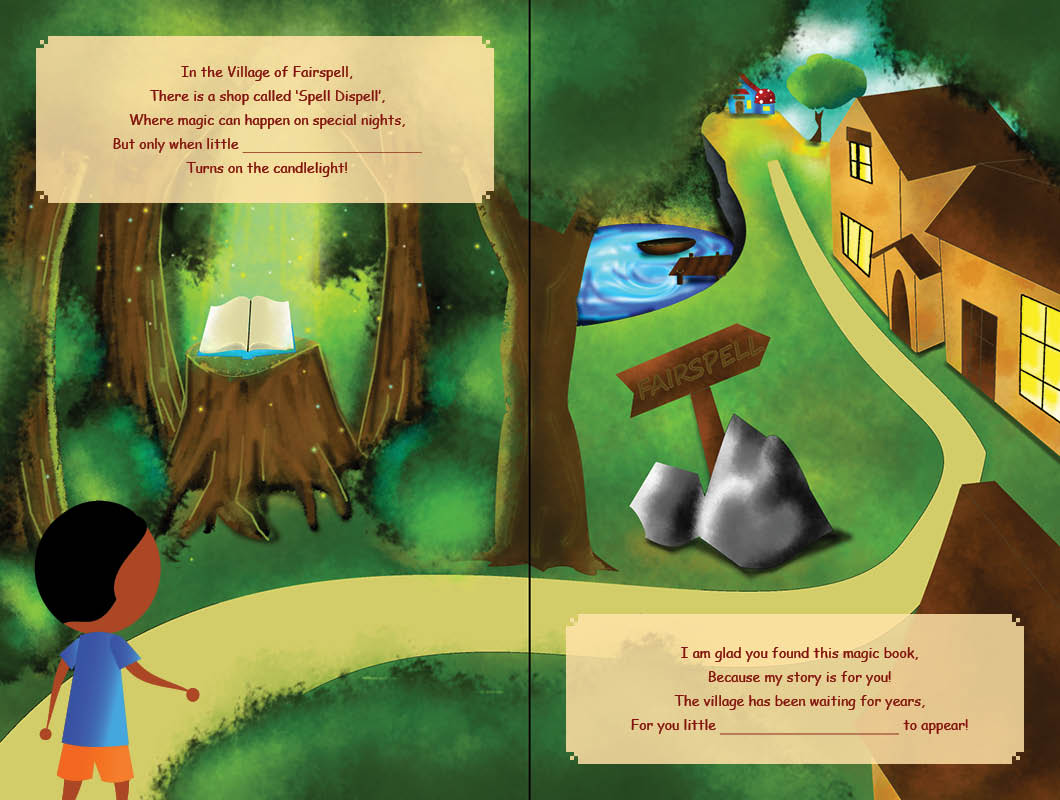 In the Village of Fairspell,
There is a shop called 'Spell Dispell',
Where magic can happen on special nights,
But only when little ______________________
Turns on the candlelight!
FAIRSPELL
I am glad you found this magic book,
Because my story is for you!
The village has been waiting for years,
For you little ______________________ to appear!